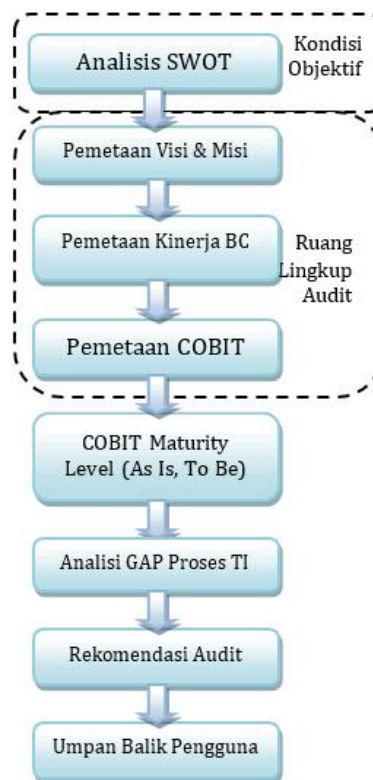 Analisis SWOT
Kondisi
Objektif
Pemetaan Visi & Misi
Pemetaan Kinerja BC
Ruang
Lingkup
Audit
Pemetaan COBIT
COBIT Maturity
Level (As Is, To Be)
Analisi GAP Proses TI
Rekomendasi Audit
Umpan Balik Pengguna